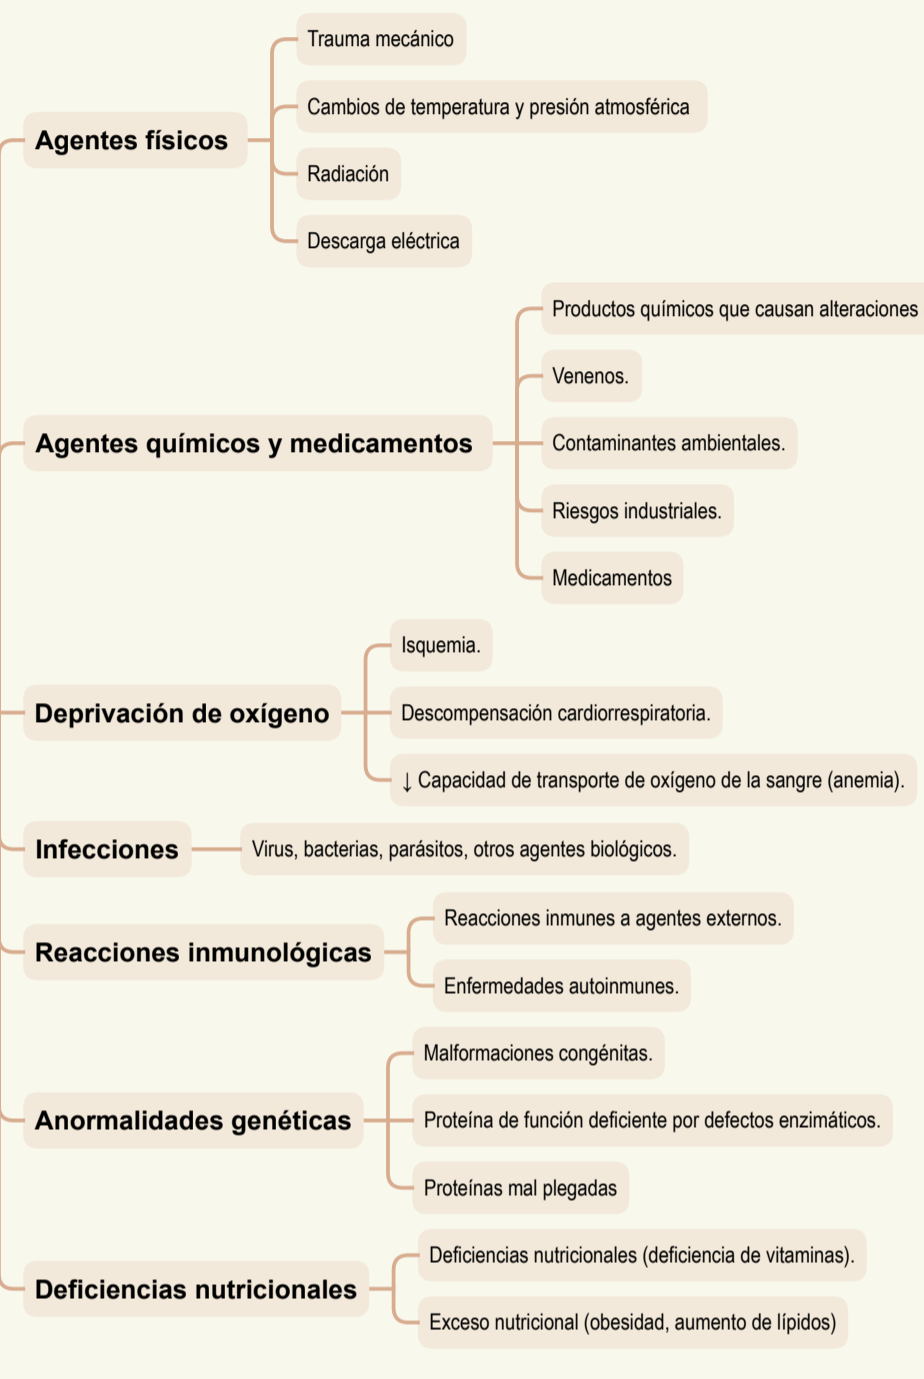 Agentes físicos
Trauma mecánico
Cambios de temperatura y presión atmosférica
Radiación
Descarga eléctrica
Agentes químicos y medicamentos
Productos químicos que causan alteraciones
Venenos.
Contaminantes ambientales.
Riesgos industriales.
Medicamentos
Deprivación de oxígeno
Isquemia.
Descompensación cardiorrespiratoria.
↓ Capacidad de transporte de oxígeno de la sangre (anemia).
Infecciones
Virus, bacterias, parásitos, otros agentes biológicos.
Reacciones inmunológicas
Reacciones inmunes a agentes externos.
Enfermedades autoinmunes.
Anormalidades genéticas
Malformaciones congénitas.
Proteína de función deficiente por defectos enzimáticos.
Proteínas mal plegadas
Deficiencias nutricionales
Deficiencias nutricionales (deficiencia de vitaminas).
Exceso nutricional (obesidad, aumento de lípidos)